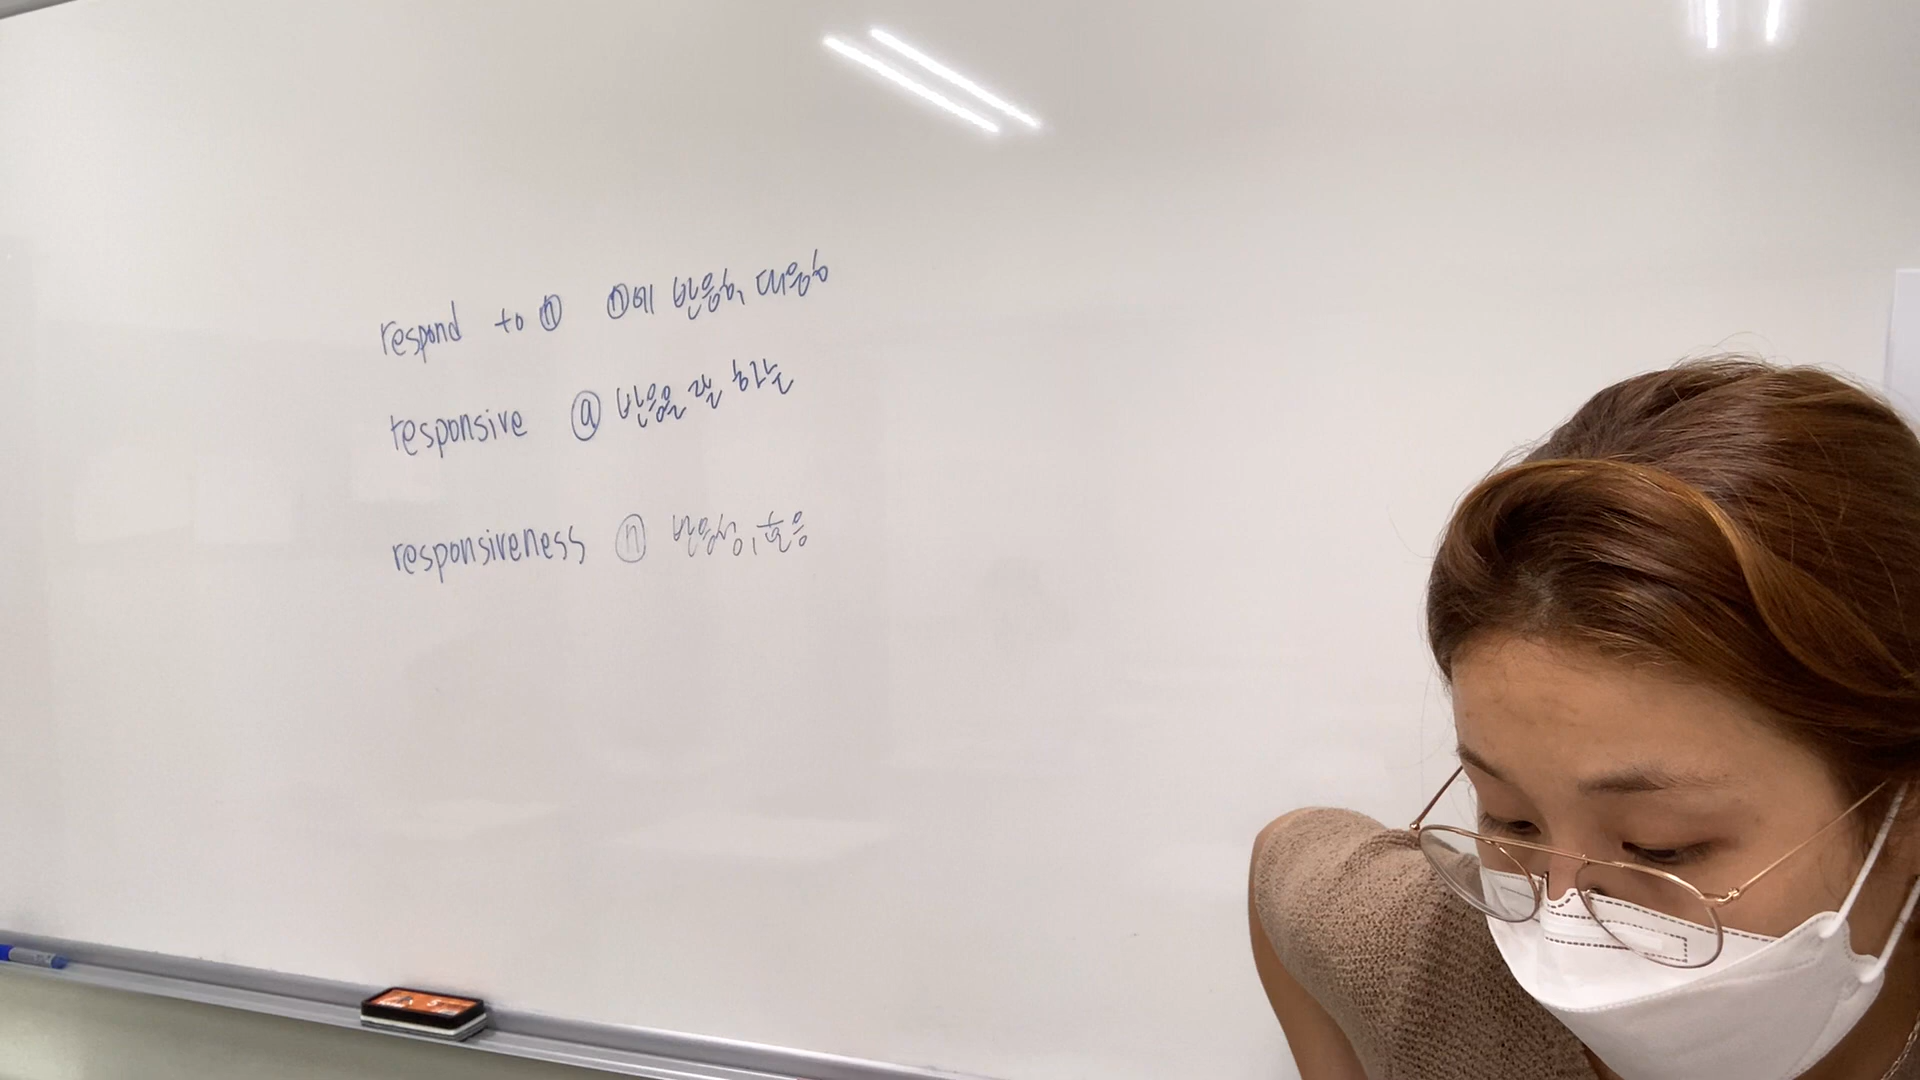 respond to ⓝ ⓝ에 반응하, 대응하
responsive ⓐ 반응을 잘 하는
responsiveness ⓝ 반응성, 호응